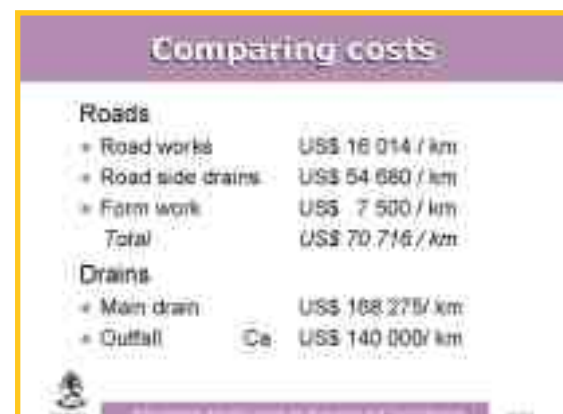 Comparing costs
Roads
Road works US$ 16 014 / km
Road side drains US$ 54 680 / km
Form work US$ 7 500 / km
Total US$ 70 716 / km
Drains
Main drain US$ 168 275/ km
Outfall Ca US$ 140 000/ km